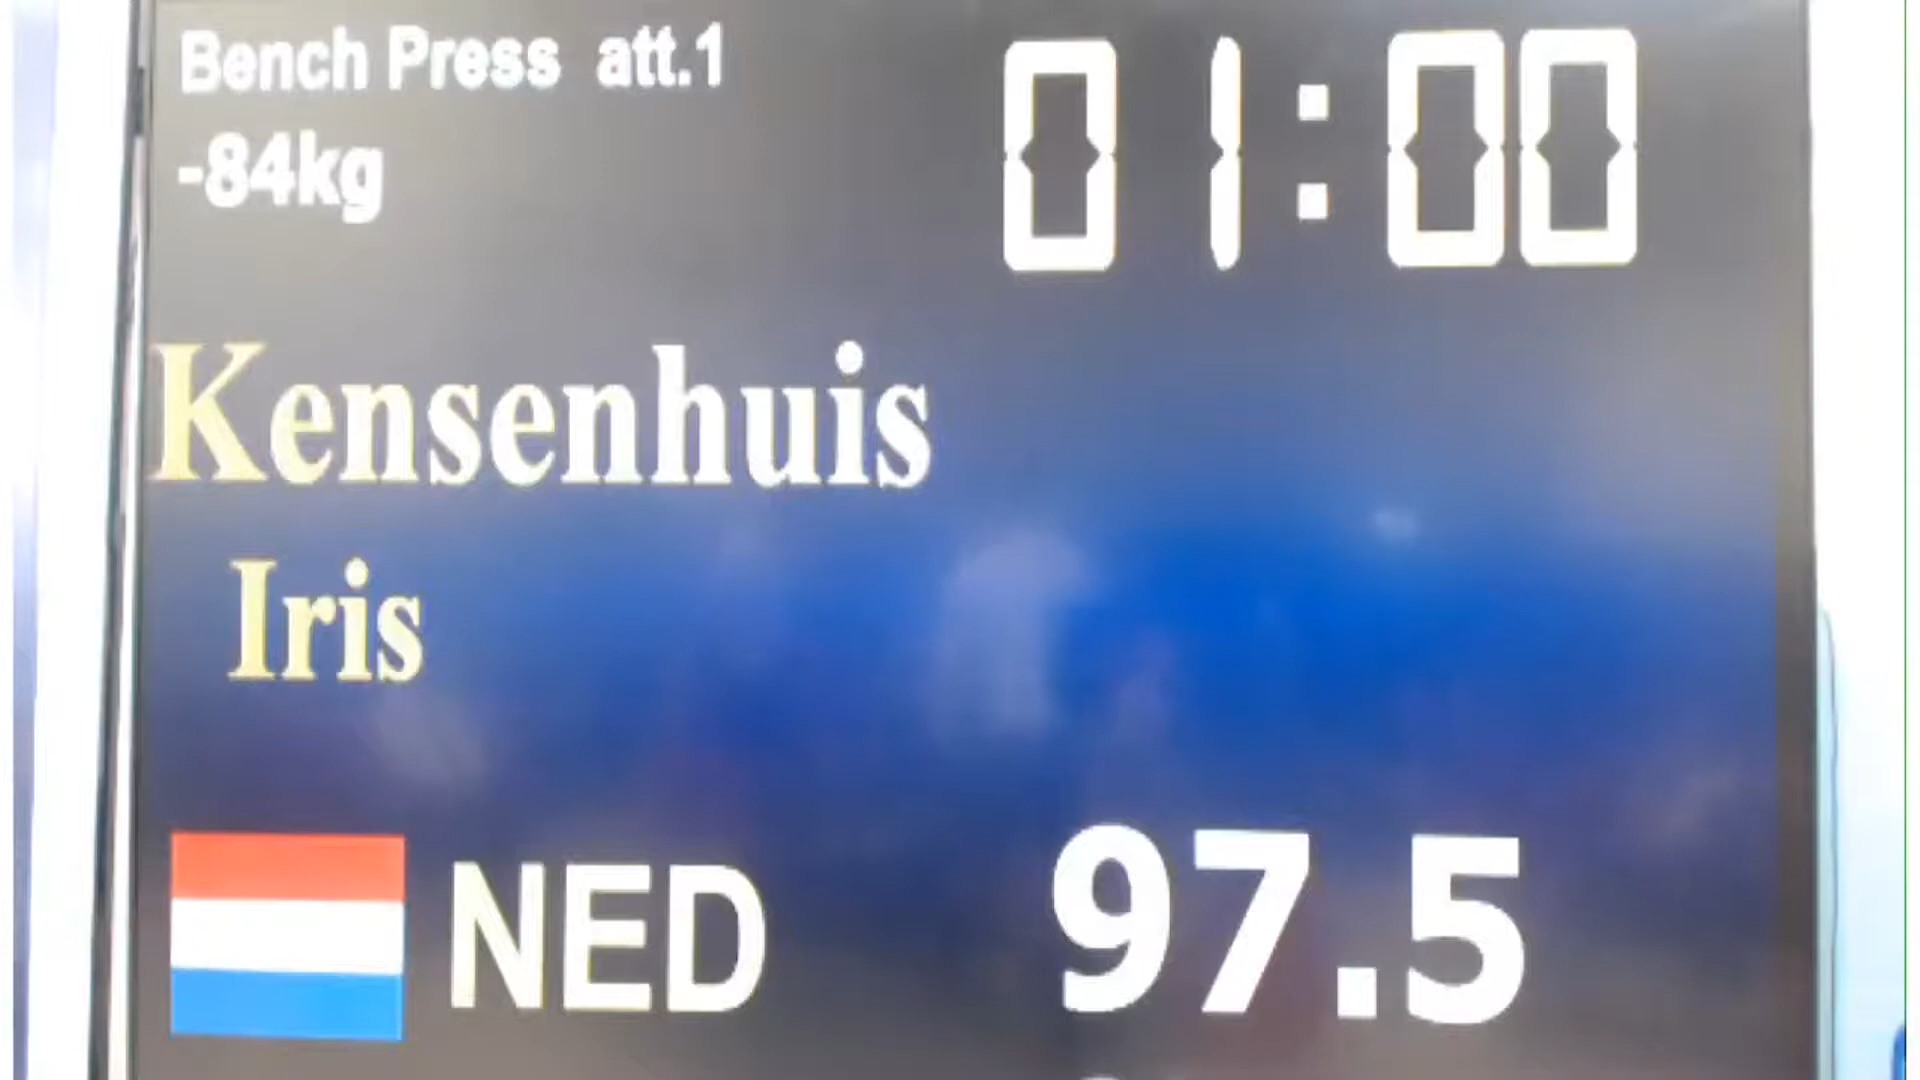 Bench Press att.1
01:00
-84kg
Kensenhuis
Iris
NED 97.5